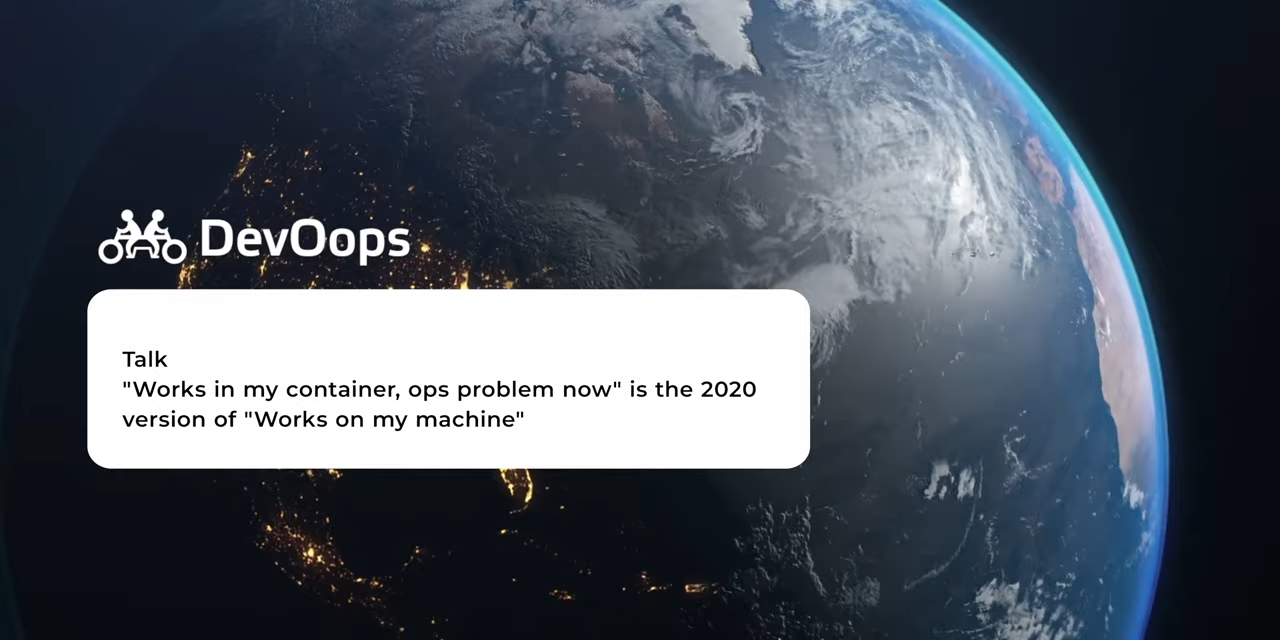 DevOops
Talk
"Works in my container, ops problem now" is the 2020
version of "Works on my machine"